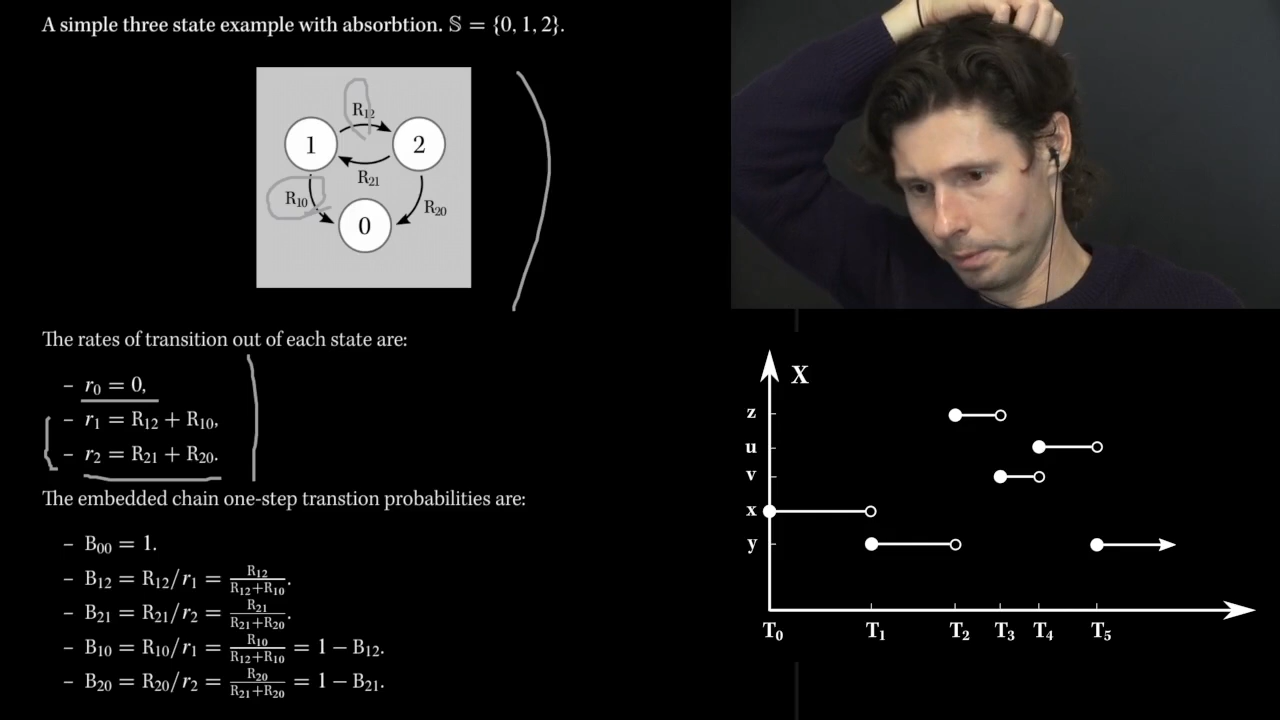 A simple three state example with absorbtion. 𝕊 = {0, 1, 2}.
R₁₂
1 2
R₂₁
R₁₀ R₂₀
0
The rates of transition out of each state are:
– r₀ = 0,
– r₁ = R₁₂ + R₁₀,
– r₂ = R₂₁ + R₂₀.
The embedded chain one-step transtion probabilities are:
– B₀₀ = 1.
– B₁₂ = R₁₂/r₁ = R₁₂/(R₁₂+R₁₀).
– B₂₁ = R₂₁/r₂ = R₂₁/(R₂₁+R₂₀).
– B₁₀ = R₁₀/r₁ = R₁₀/(R₁₂+R₁₀) = 1 − B₁₂.
– B₂₀ = R₂₀/r₂ = R₂₀/(R₂₁+R₂₀) = 1 − B₂₁.
X
z
u
v
x
y
T₀ T₁ T₂ T₃ T₄ T₅